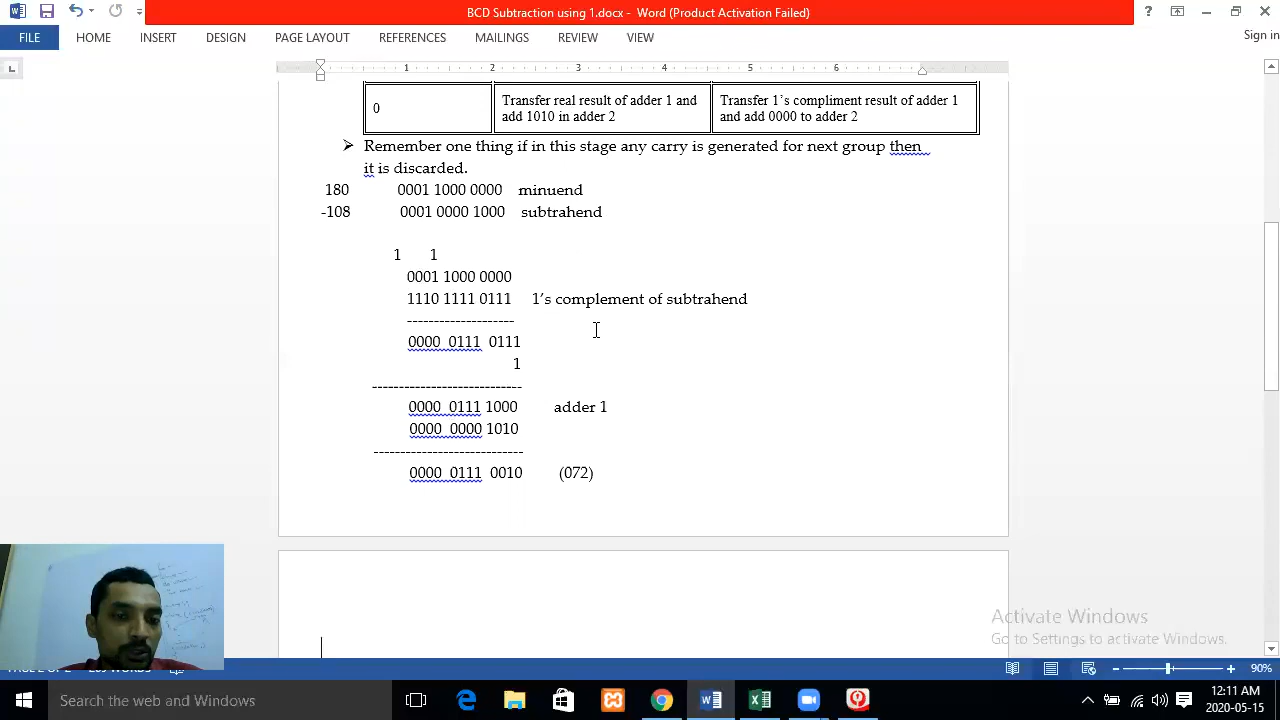 BCD Subtraction using 1.docx - Word (Product Activation Failed)
FILE HOME INSERT DESIGN PAGE LAYOUT REFERENCES MAILINGS REVIEW VIEW Sign in
1 2 3 4 5 6
0
Transfer real result of adder 1 and
add 1010 in adder 2
Transfer 1’s compliment result of adder 1
and add 0000 to adder 2
➢ Remember one thing if in this stage any carry is generated for next group then
it is discarded.
180 0001 1000 0000 minuend
-108 0001 0000 1000 subtrahend
1 1
0001 1000 0000
1110 1111 0111 1’s complement of subtrahend
--------------------
0000 0111 0111
1
----------------------------
0000 0111 1000 adder 1
0000 0000 1010
----------------------------
0000 0111 0010 (072)
Activate Windows
Go to Settings to activate Windows.
90%
Search the web and Windows
12:11 AM
2020-05-15